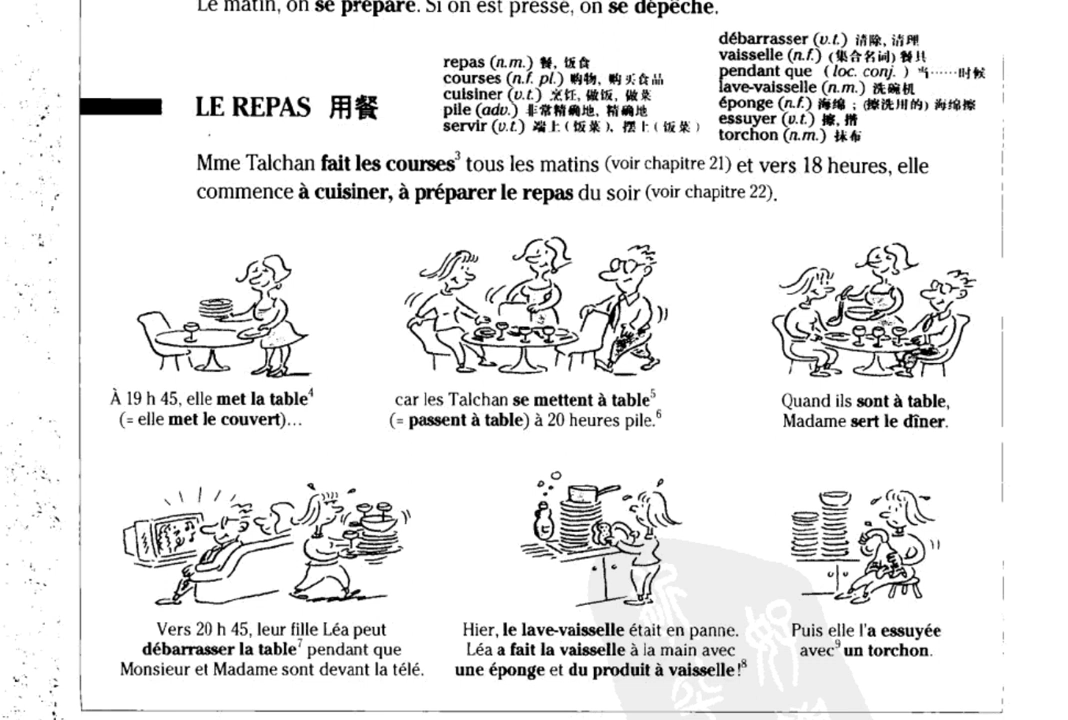 Le matin, on se prépare. Si on est pressé, on se dépêche.
LE REPAS 用餐
repas (n.m.) 餐, 饭食
courses (n.f. pl.) 购物, 购买食品
cuisiner (v.t.) 烹饪, 做饭, 做菜
pile (adv.) 非常精确地, 精确地
servir (v.t.) 端上 (饭菜), 摆上 (饭菜)
débarrasser (v.t.) 清除, 清理
vaisselle (n.f.) (集合名词) 餐具
pendant que ( loc. conj. ) 当……时候
lave-vaisselle (n.m.) 洗碗机
éponge (n.f.) 海绵 ; (擦洗用的) 海绵擦
essuyer (v.t.) 擦, 揩
torchon (n.m.) 抹布
Mme Talchan fait les courses³ tous les matins (voir chapitre 21) et vers 18 heures, elle
commence à cuisiner, à préparer le repas du soir (voir chapitre 22).
À 19 h 45, elle met la table⁴
(= elle met le couvert)...
car les Talchan se mettent à table⁵
(= passent à table) à 20 heures pile.⁶
Quand ils sont à table,
Madame sert le dîner.
Vers 20 h 45, leur fille Léa peut
débarrasser la table⁷ pendant que
Monsieur et Madame sont devant la télé.
Hier, le lave-vaisselle était en panne.
Léa a fait la vaisselle à la main avec
une éponge et du produit à vaisselle!⁸
Puis elle l'a essuyée
avec⁹ un torchon.